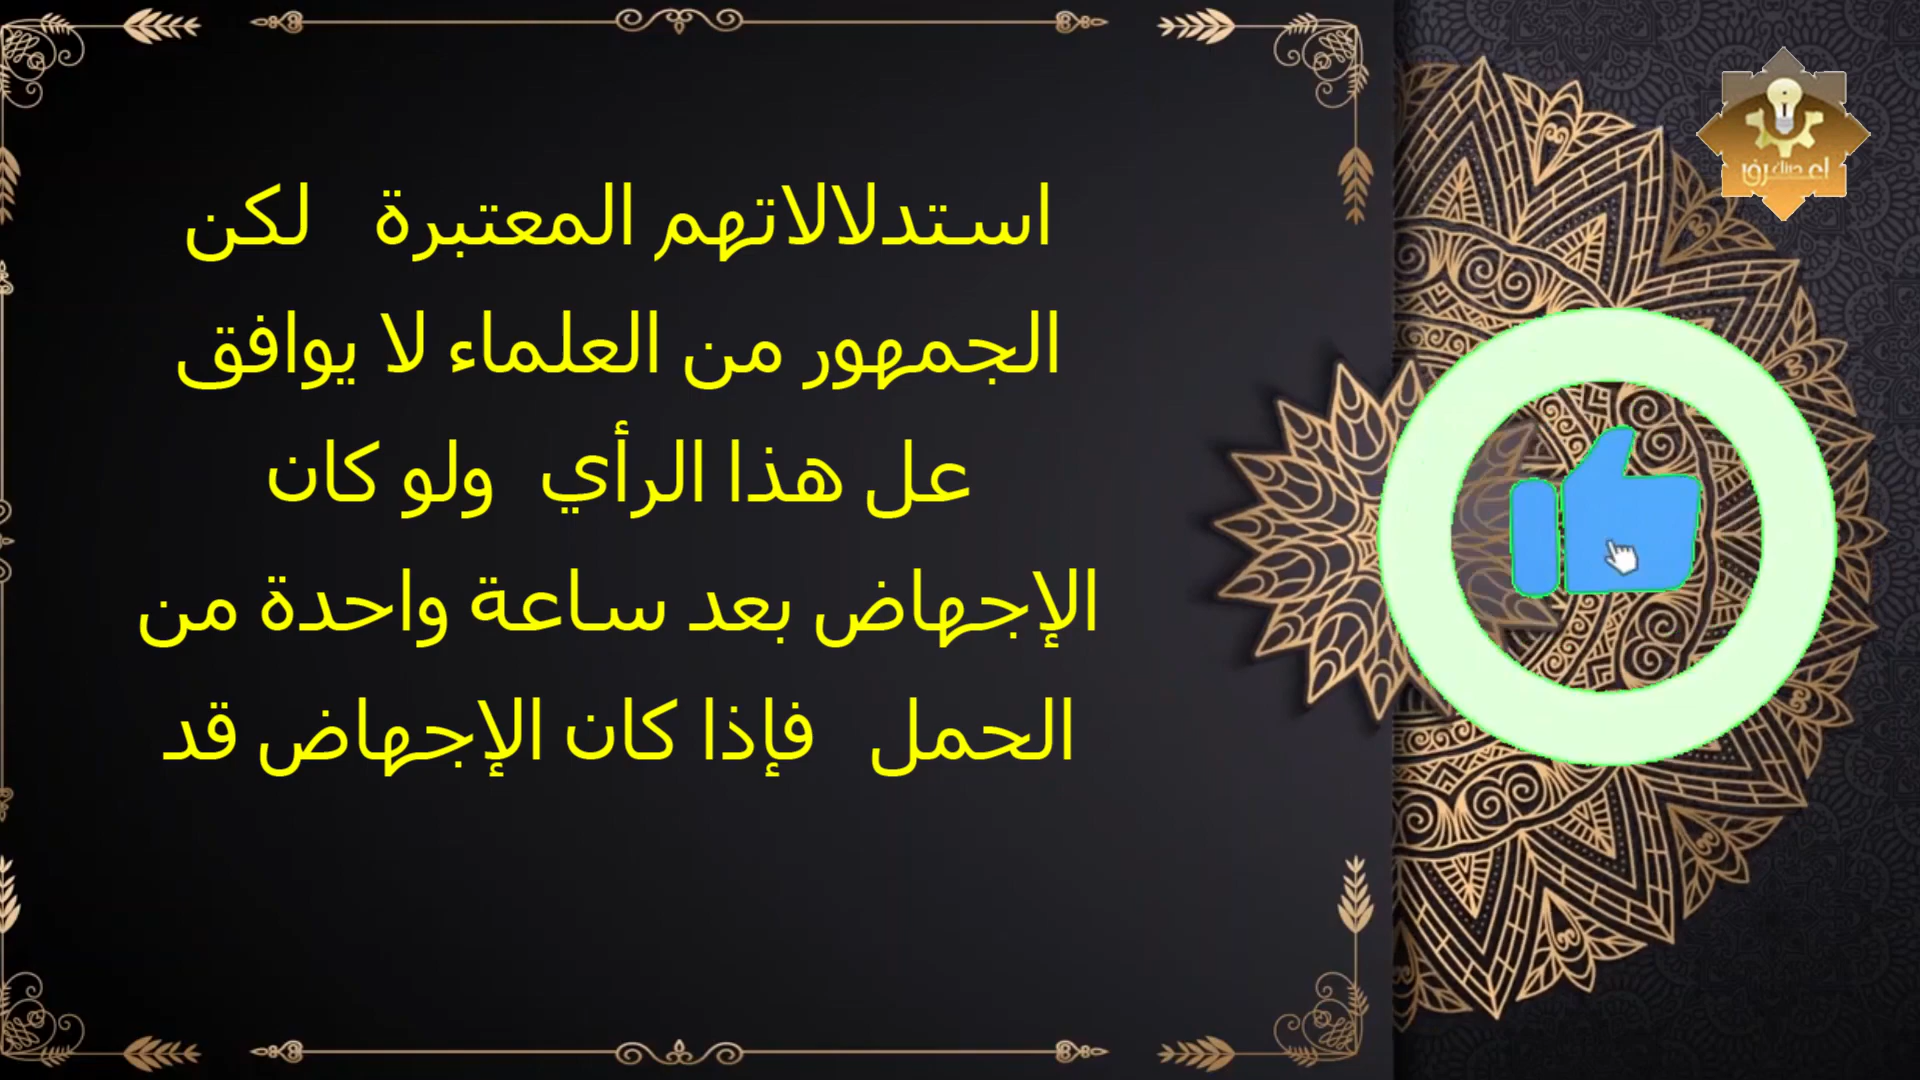 استدلالاتهم المعتبرة لكن
الجمهور من العلماء لا يوافق
عل هذا الرأي ولو كان
الإجهاض بعد ساعة واحدة من
الحمل فإذا كان الإجهاض قد